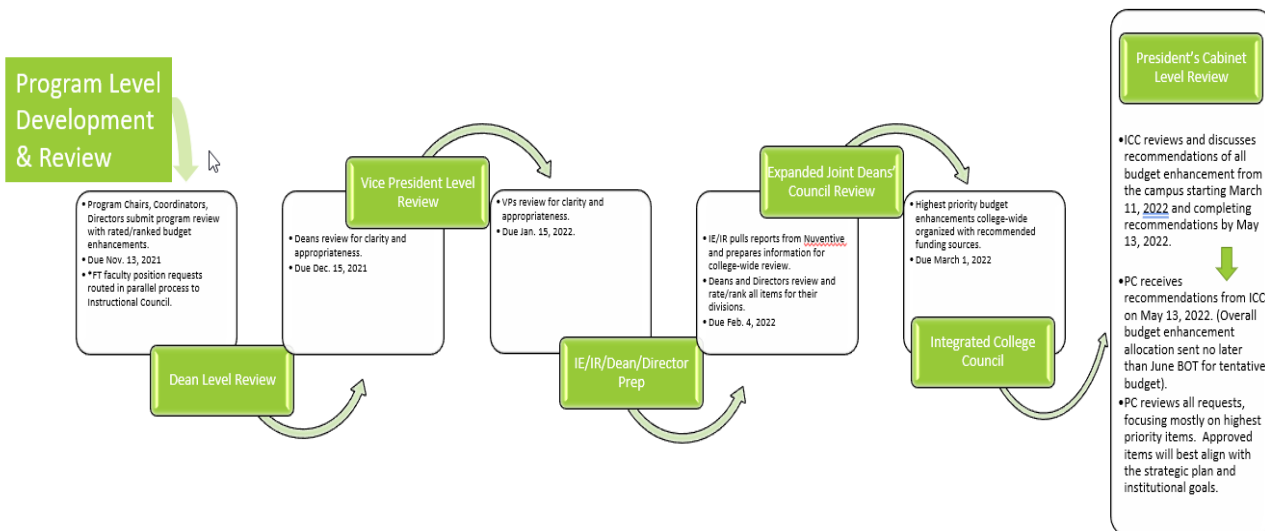 Program Level
Development
& Review
• Program Chairs, Coordinators,
Directors submit program review
with rated/ranked budget
enhancements.
• Due Nov. 13, 2021
• *FT faculty position requests
routed in parallel process to
Instructional Council.
Dean Level Review
• Deans review for clarity and
appropriateness.
• Due Dec. 15, 2021
Vice President Level
Review
• VPs review for clarity and
appropriateness.
• Due Jan. 15, 2022.
IE/IR/Dean/Director
Prep
• IE/IR pulls reports from Nuventive
and prepares information for
college-wide review.
• Deans and Directors review and
rate/rank all items for their
divisions.
• Due Feb. 4, 2022
Expanded Joint Deans'
Council Review
• Highest priority budget
enhancements college-wide
organized with recommended
funding sources.
• Due March 1, 2022
Integrated College
Council
President's Cabinet
Level Review
•ICC reviews and discusses
recommendations of all
budget enhancement from
the campus starting March
11, 2022 and completing
recommendations by May
13, 2022.
•PC receives
recommendations from ICC
on May 13, 2022. (Overall
budget enhancement
allocation sent no later
than June BOT for tentative
budget).
•PC reviews all requests,
focusing mostly on highest
priority items. Approved
items will best align with
the strategic plan and
institutional goals.